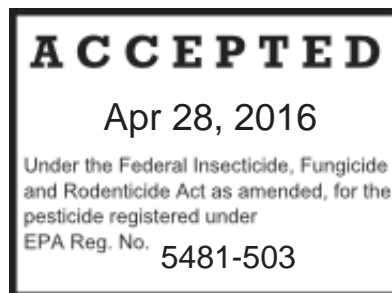 ACCEPTED
Apr 28, 2016
Under the Federal Insecticide, Fungicide
and Rodenticide Act as amended, for the
pesticide registered under
EPA Reg. No. 5481-503